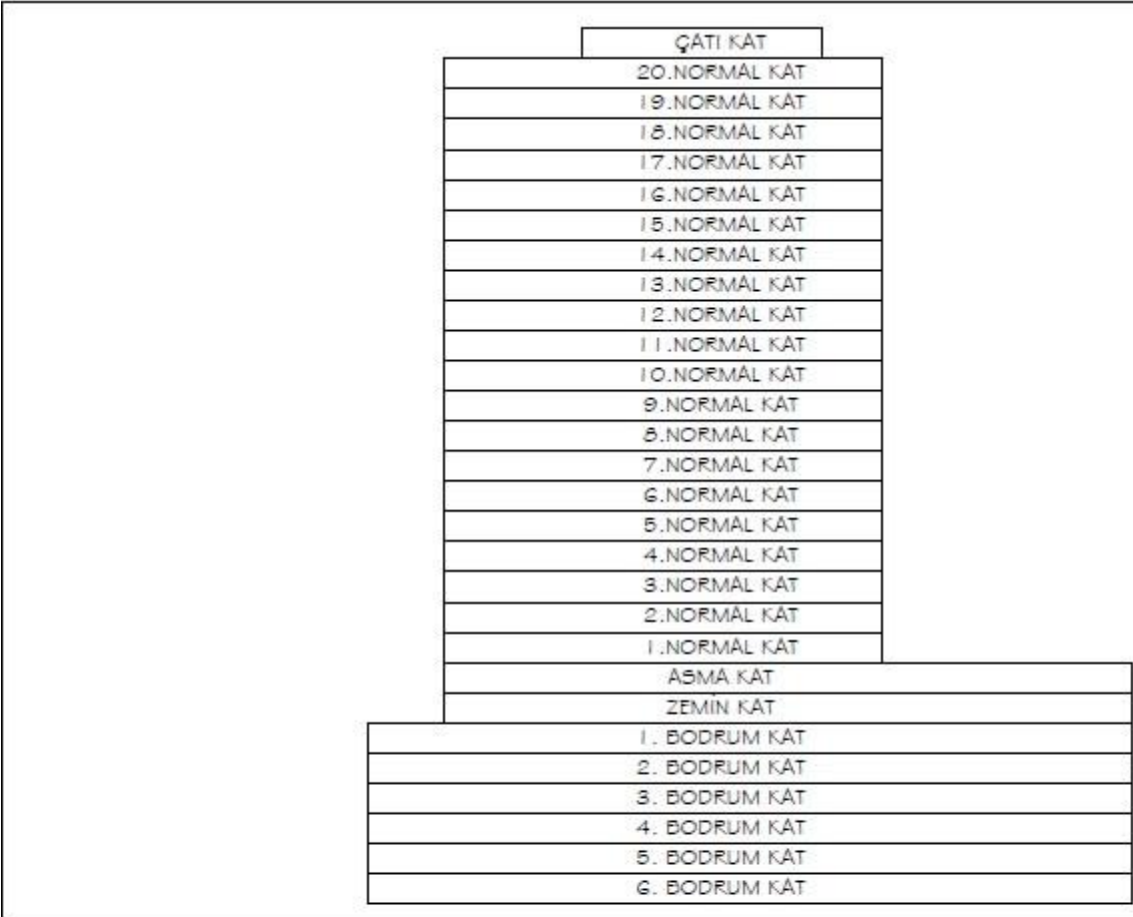 ÇATI KAT
20.NORMAL KAT
19.NORMAL KAT
18.NORMAL KAT
17.NORMAL KAT
16.NORMAL KAT
15.NORMAL KAT
14.NORMAL KAT
13.NORMAL KAT
12.NORMAL KAT
11.NORMAL KAT
10.NORMAL KAT
9.NORMAL KAT
8.NORMAL KAT
7.NORMAL KAT
6.NORMAL KAT
5.NORMAL KAT
4.NORMAL KAT
3.NORMAL KAT
2.NORMAL KAT
1.NORMAL KAT
ASMA KAT
ZEMİN KAT
1. BODRUM KAT
2. BODRUM KAT
3. BODRUM KAT
4. BODRUM KAT
5. BODRUM KAT
6. BODRUM KAT